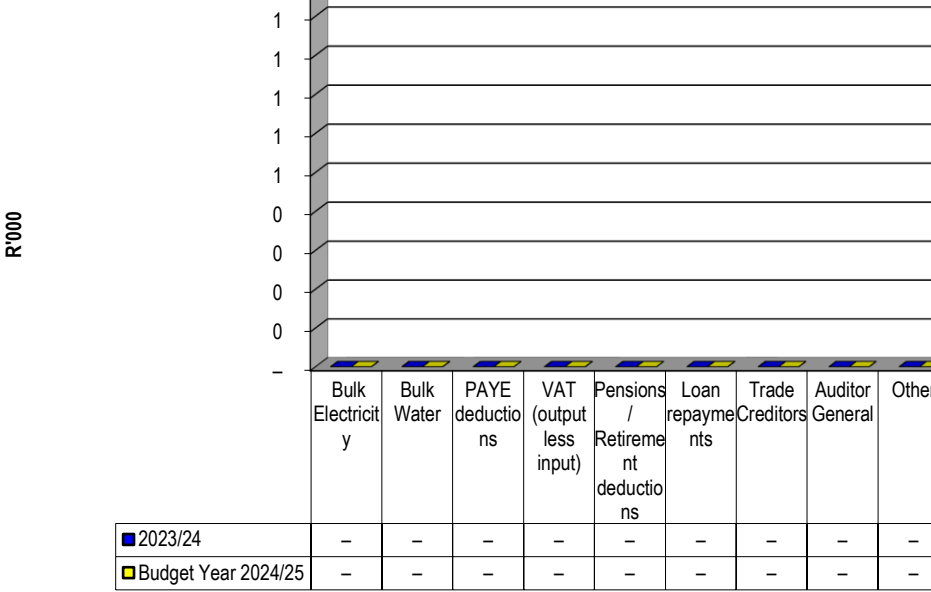 1
1
1
1
1
0
0
0
0
–
R'000
Bulk Electricit y
Bulk Water
PAYE deductio ns
VAT (output less input)
Pensions / Retireme nt deductio ns
Loan repayme nts
Trade Creditors
Auditor General
Other
2023/24 – – – – – – – – –
Budget Year 2024/25 – – – – – – – – –